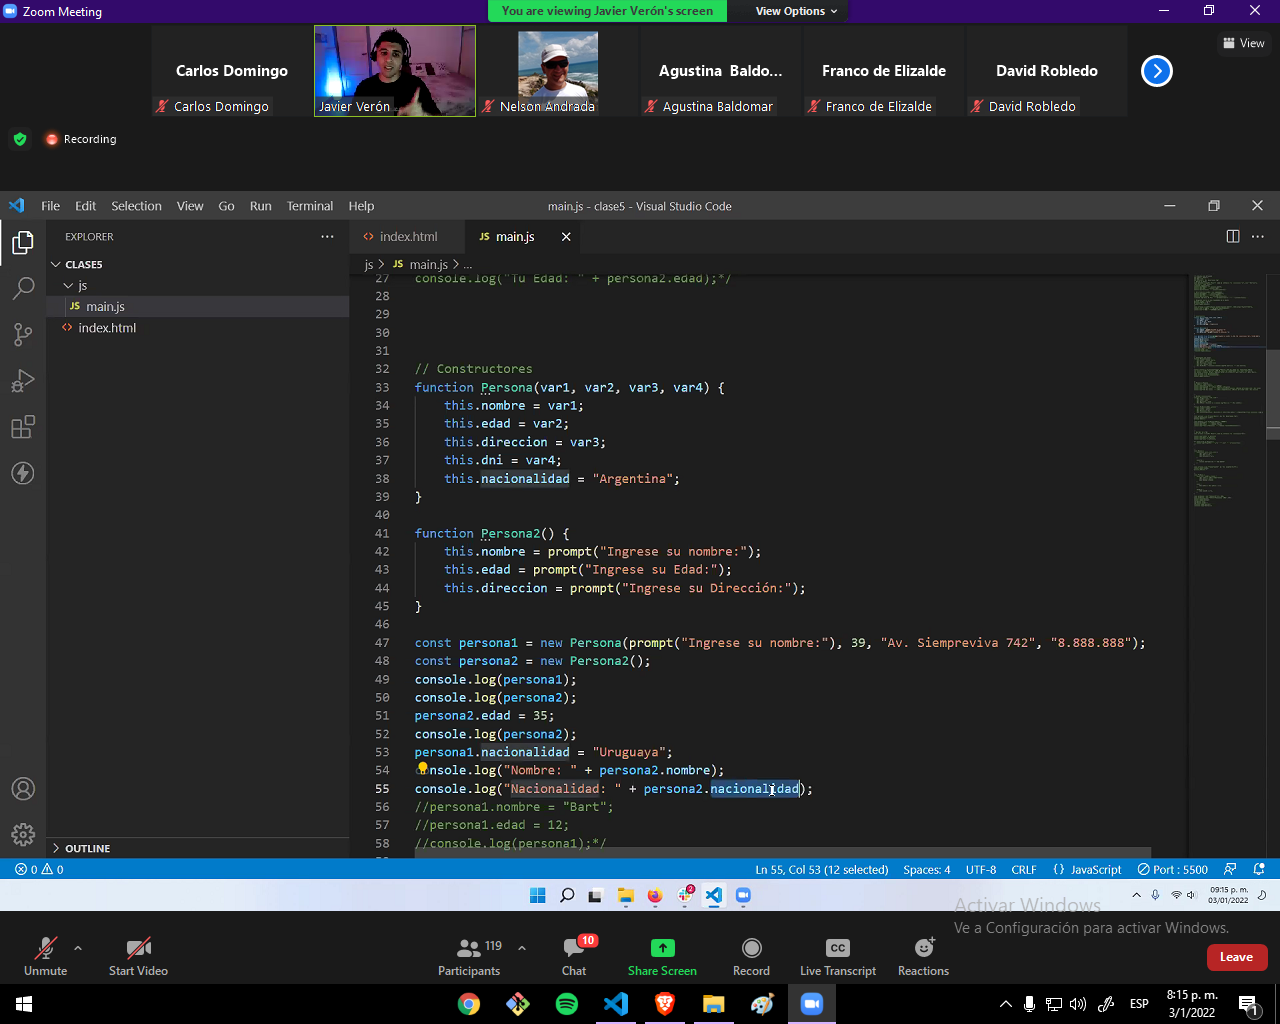 Zoom Meeting
You are viewing Javier Verón's screen
View Options
Carlos Domingo
Carlos Domingo
Javier Verón
Nelson Andrada
Agustina Baldo...
Agustina Baldomar
Franco de Elizalde
Franco de Elizalde
David Robledo
David Robledo
View
Recording
File Edit Selection View Go Run Terminal Help
main.js - clase5 - Visual Studio Code
EXPLORER
index.html
JS main.js
CLASE5
js
JS main.js
index.html
OUTLINE
js > JS main.js > ...
27 console.log("Tu Edad: " + persona2.edad);*/
28
29
30
31
32 // Constructores
33 function Persona(var1, var2, var3, var4) {
34 this.nombre = var1;
35 this.edad = var2;
36 this.direccion = var3;
37 this.dni = var4;
38 this.nacionalidad = "Argentina";
39 }
40
41 function Persona2() {
42 this.nombre = prompt("Ingrese su nombre:");
43 this.edad = prompt("Ingrese su Edad:");
44 this.direccion = prompt("Ingrese su Dirección:");
45 }
46
47 const persona1 = new Persona(prompt("Ingrese su nombre:"), 39, "Av. Siempreviva 742", "8.888.888");
48 const persona2 = new Persona2();
49 console.log(persona1);
50 console.log(persona2);
51 persona2.edad = 35;
52 console.log(persona2);
53 persona1.nacionalidad = "Uruguaya";
54 console.log("Nombre: " + persona2.nombre);
55 console.log("Nacionalidad: " + persona2.nacionalidad);
56 //persona1.nombre = "Bart";
57 //persona1.edad = 12;
58 //console.log(persona1);*/
0 0
Ln 55, Col 53 (12 selected) Spaces: 4 UTF-8 CRLF {} JavaScript Port : 5500
2
09:15 p. m.
03/01/2022
Activar Windows
Ve a Configuración para activar Windows.
Unmute
Start Video
119
Participants
10
Chat
Share Screen
Record
CC
Live Transcript
Reactions
Leave
ESP
8:15 p. m.
3/1/2022
1